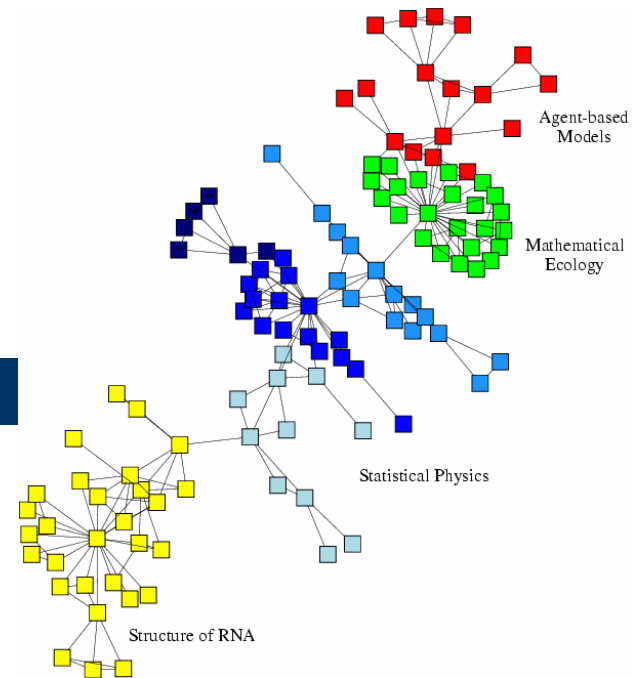 Agent-based
Models
Mathematical
Ecology
Statistical Physics
Structure of RNA